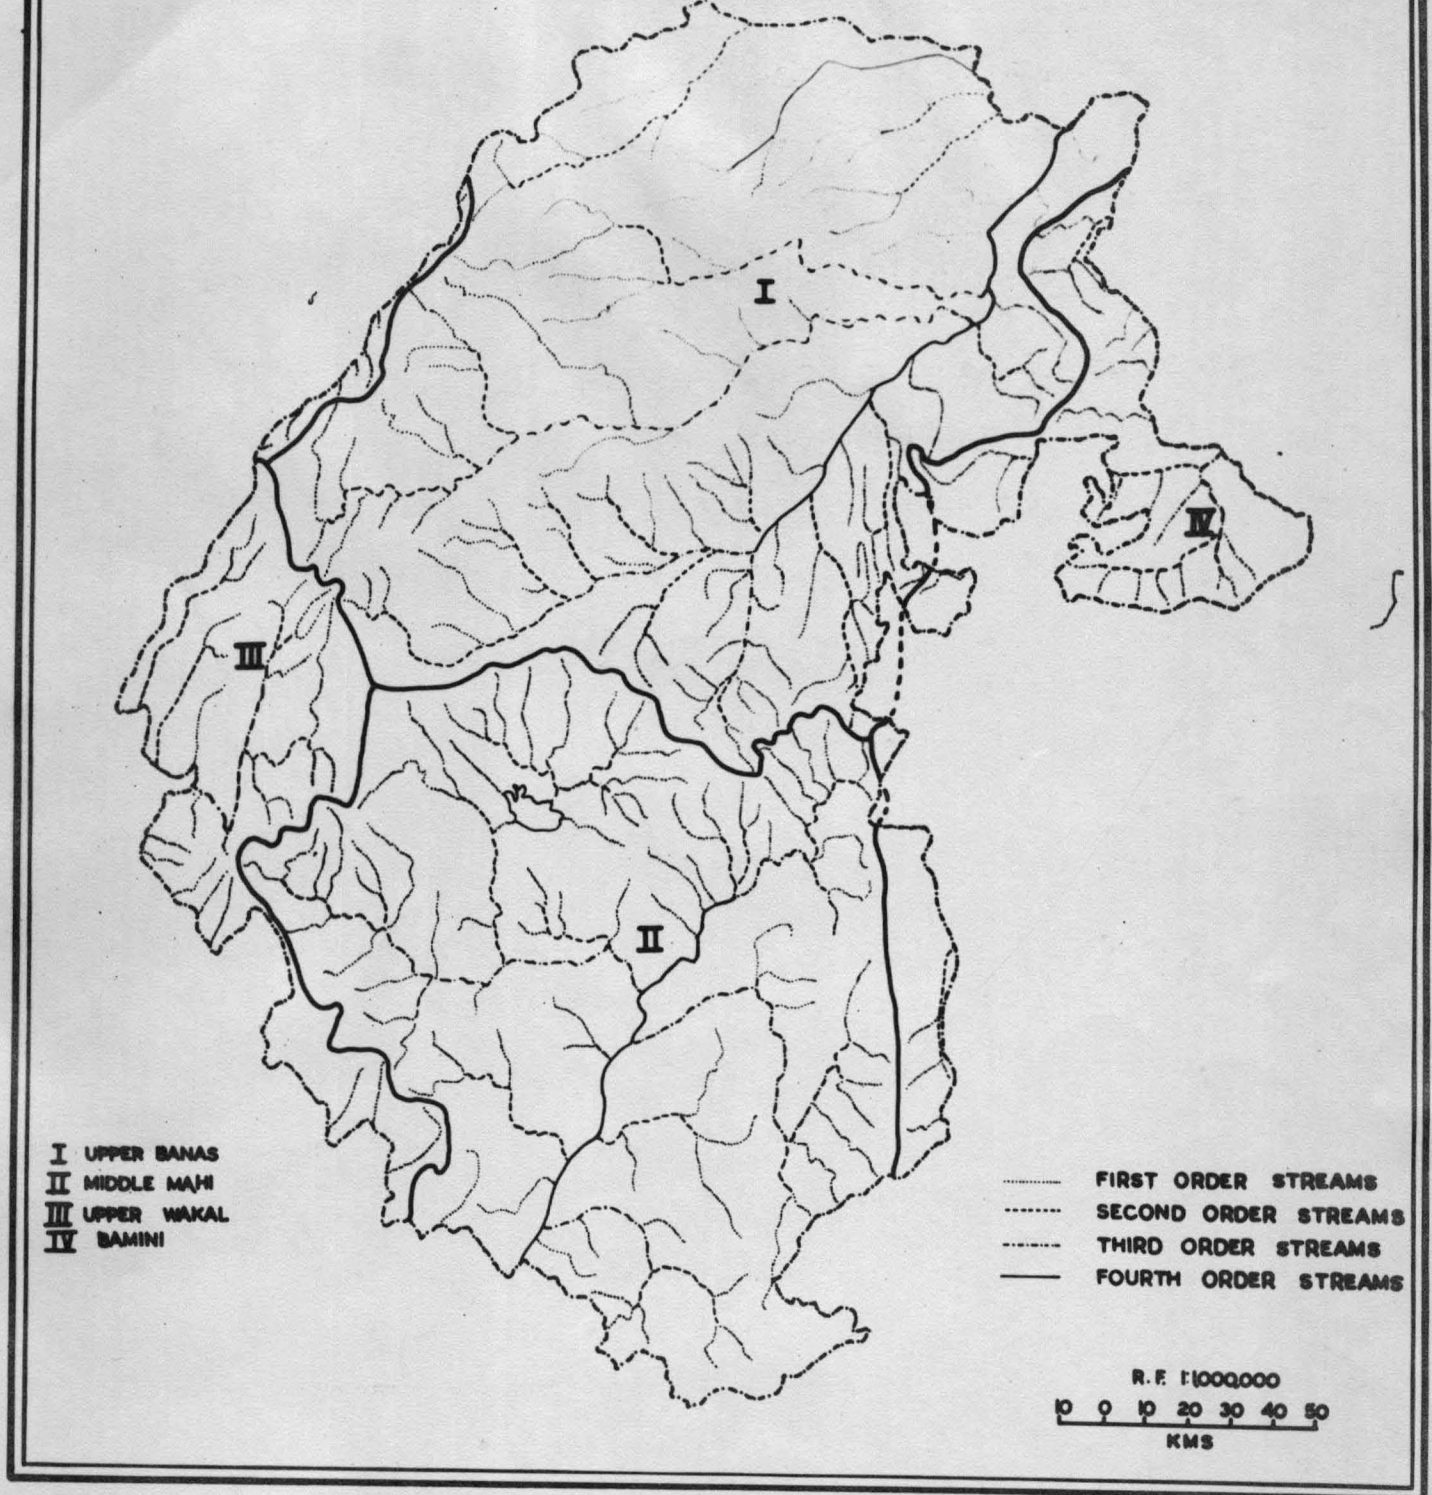 I
IV
III
II
I UPPER BANAS
II MIDDLE MAHI
III UPPER WAKAL
IV BAMINI
FIRST ORDER STREAMS
SECOND ORDER STREAMS
THIRD ORDER STREAMS
FOURTH ORDER STREAMS
R.F. 1:1000,000
10 0 10 20 30 40 50
KMS